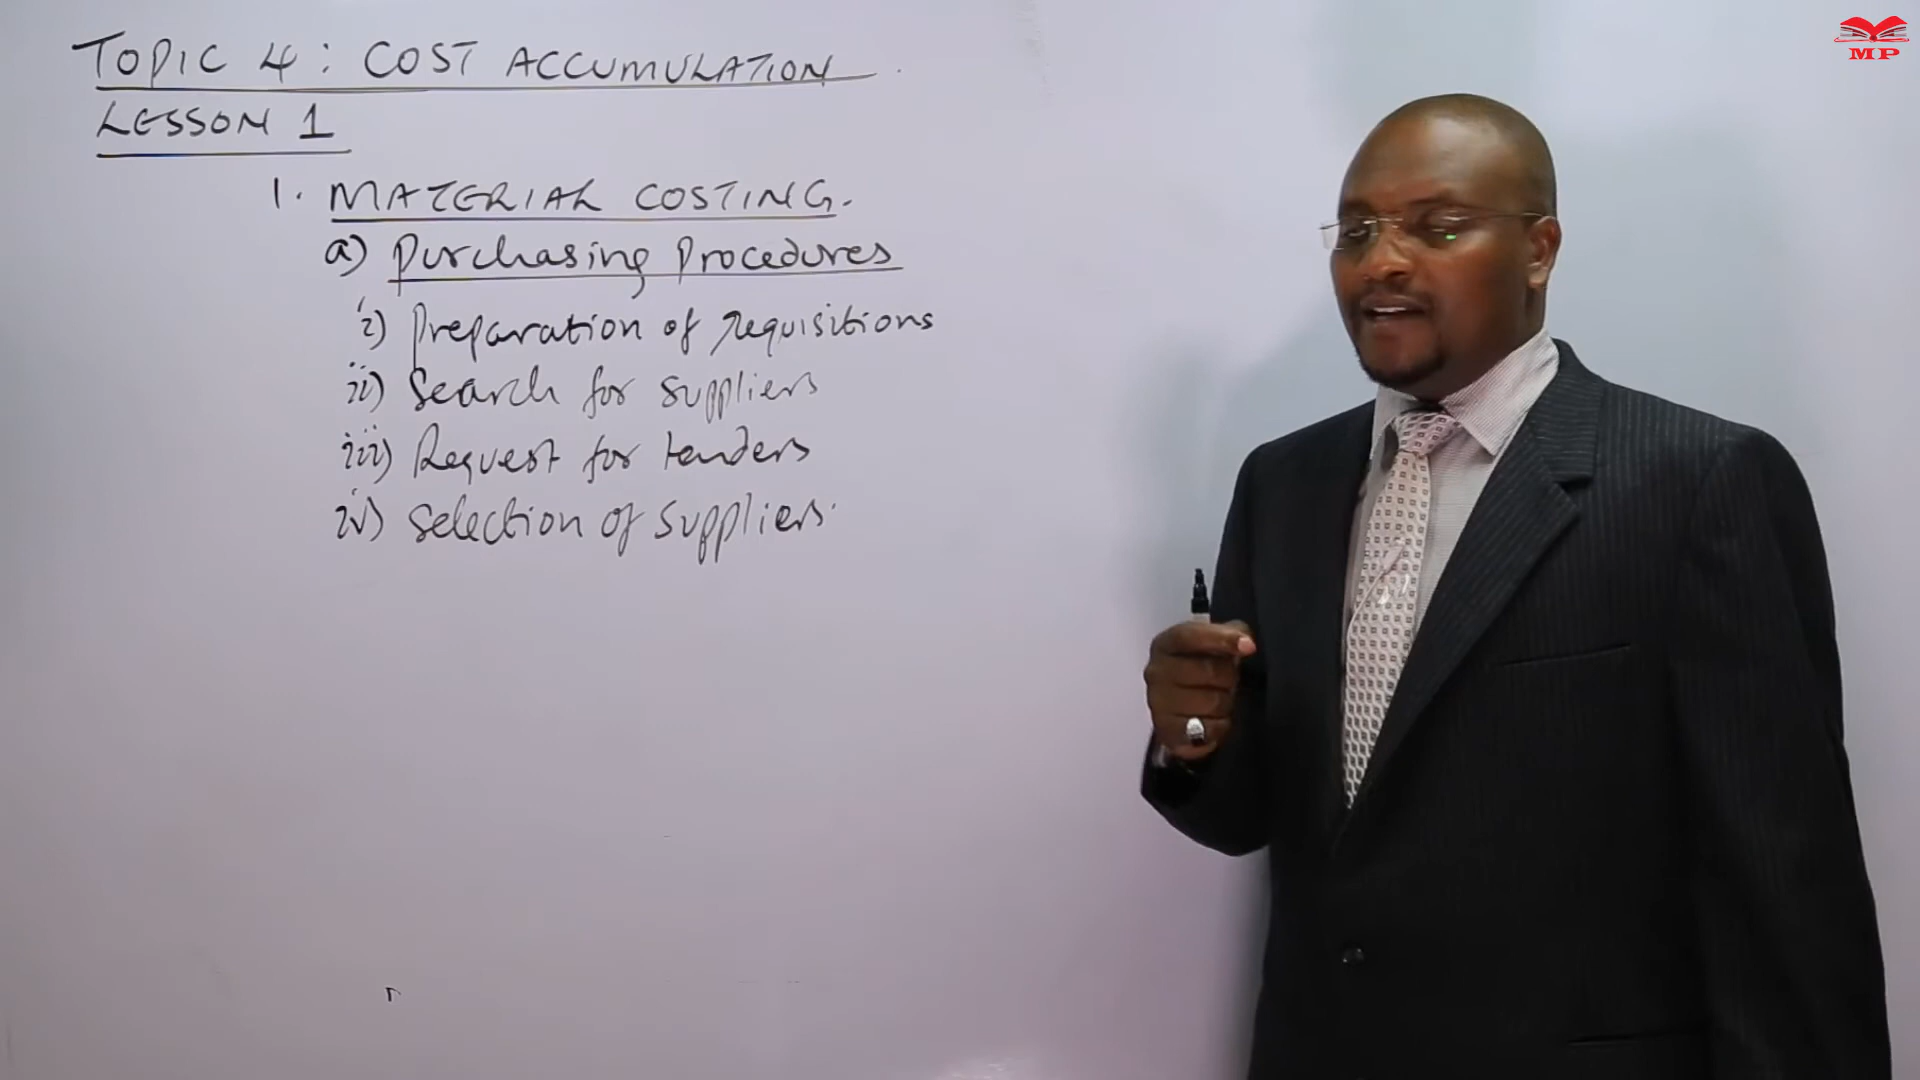 TOPIC 4: COST ACCUMULATION
LESSON 1
1. MATERIAL COSTING.
a) Purchasing Procedures
i) Preparation of requisitions
ii) Search for suppliers
iii) Request for tenders
iv) Selection of suppliers.
MP